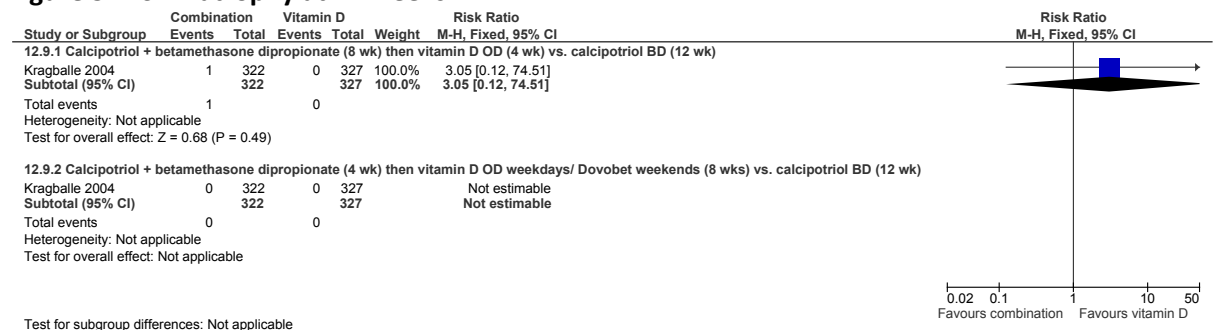 Combination Vitamin D Risk Ratio Risk Ratio
Study or Subgroup Events Total Events Total Weight M-H, Fixed, 95% CI M-H, Fixed, 95% CI
12.9.1 Calcipotriol + betamethasone dipropionate (8 wk) then vitamin D OD (4 wk) vs. calcipotriol BD (12 wk)
Kragballe 2004 1 322 0 327 100.0% 3.05 [0.12, 74.51]
Subtotal (95% CI) 322 327 100.0% 3.05 [0.12, 74.51]
Total events 1 0
Heterogeneity: Not applicable
Test for overall effect: Z = 0.68 (P = 0.49)
12.9.2 Calcipotriol + betamethasone dipropionate (4 wk) then vitamin D OD weekdays/ Dovobet weekends (8 wks) vs. calcipotriol BD (12 wk)
Kragballe 2004 0 322 0 327 Not estimable
Subtotal (95% CI) 322 327 Not estimable
Total events 0 0
Heterogeneity: Not applicable
Test for overall effect: Not applicable
0.02 0.1 1 10 50
Favours combination Favours vitamin D
Test for subgroup differences: Not applicable